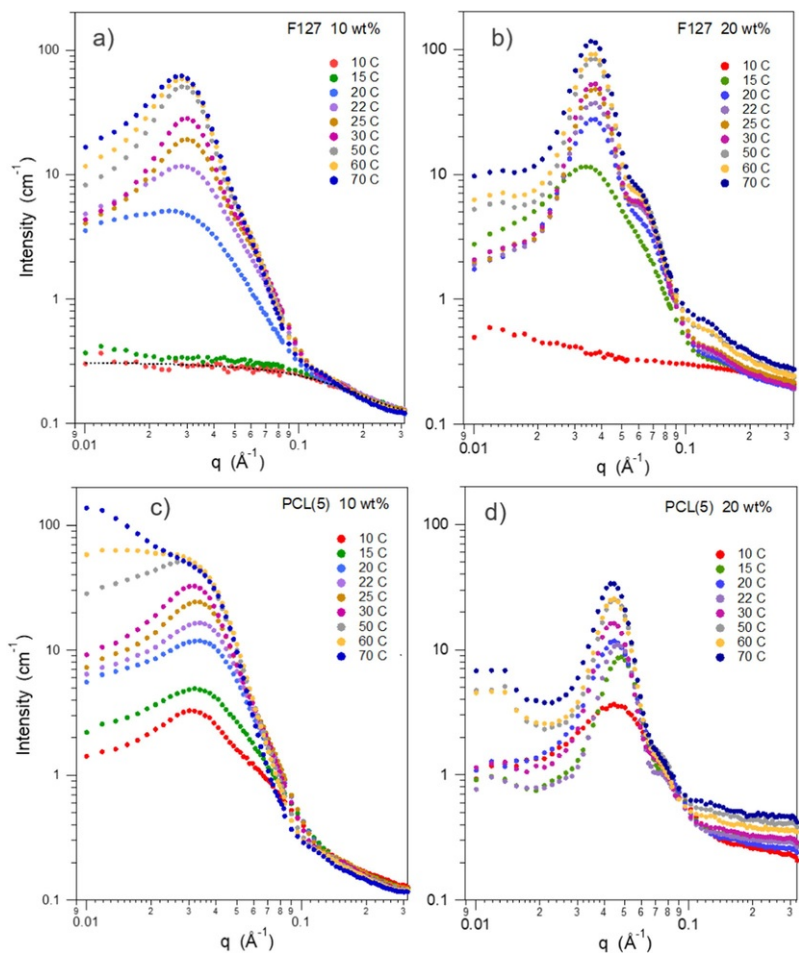 a)
F127 10 wt%
10 C
15 C
20 C
22 C
25 C
30 C
50 C
60 C
70 C
100
10
1
0.1
Intensity (cm-1)
9
0.01
2
3
4
5
6
7
8
9
0.1
2
3
q (Å-1)
b)
F127 20 wt%
10 C
15 C
20 C
22 C
25 C
30 C
50 C
60 C
70 C
100
10
1
0.1
9
0.01
2
3
4
5
6
7
8
9
0.1
2
3
q (Å-1)
c)
PCL(5) 10 wt%
10 C
15 C
20 C
22 C
25 C
30 C
50 C
60 C
70 C
100
10
1
0.1
Intensity (cm-1)
9
0.01
2
3
4
5
6
7
8
9
0.1
2
3
q (Å-1)
d)
PCL(5) 20 wt%
10 C
15 C
20 C
22 C
30 C
50 C
60 C
70 C
100
10
1
0.1
9
0.01
2
3
4
5
6
7
8
9
0.1
2
3
q (Å-1)